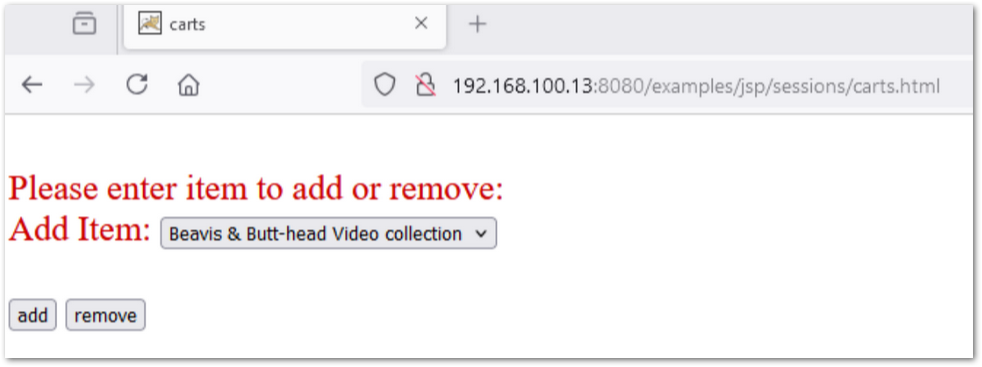 carts
192.168.100.13:8080/examples/jsp/sessions/carts.html
Please enter item to add or remove:
Add Item: Beavis & Butt-head Video collection
add remove